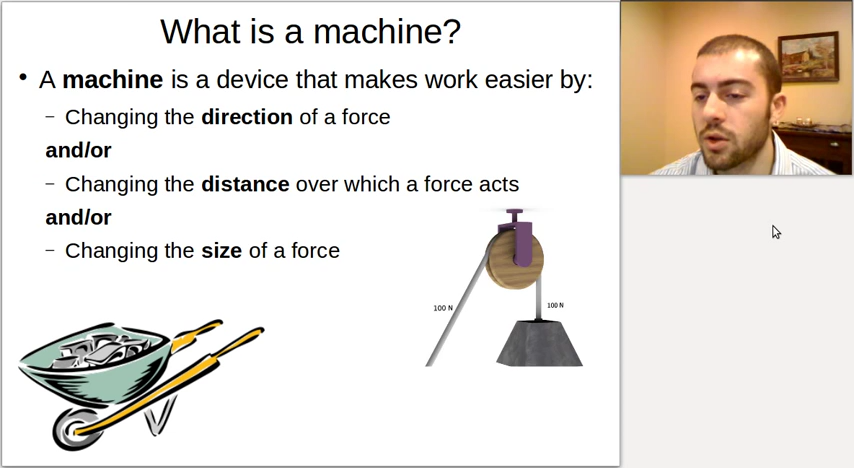 What is a machine?
• A machine is a device that makes work easier by:
– Changing the direction of a force
and/or
– Changing the distance over which a force acts
and/or
– Changing the size of a force
100 N
100 N